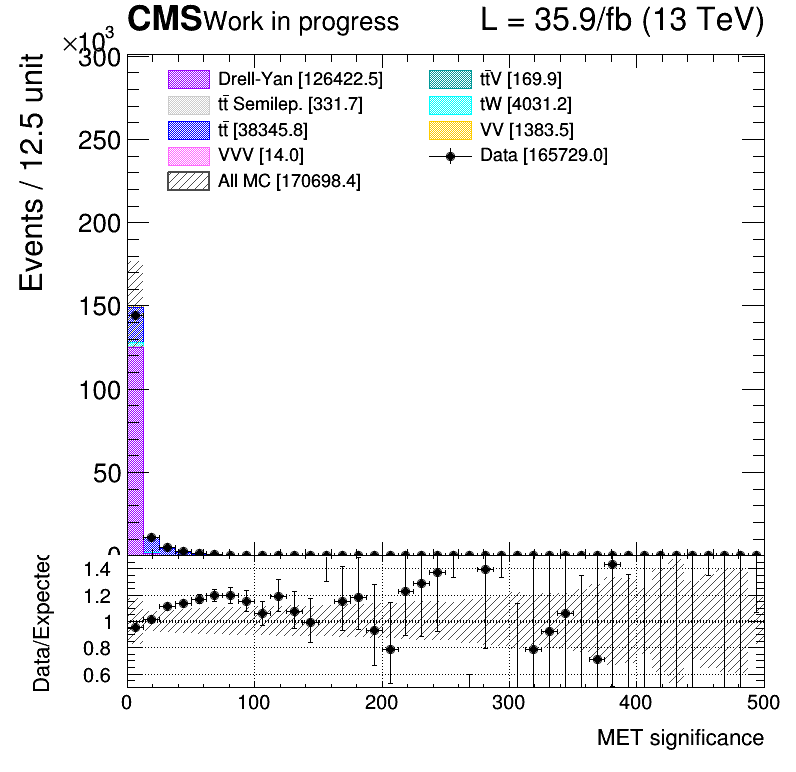 CMS Work in progress L = 35.9/fb (13 TeV)
×10³
Events / 12.5 unit
300
250
200
150
100
50
0
Drell-Yan [126422.5]
tt̄ Semilep. [331.7]
tt̄ [38345.8]
VVV [14.0]
All MC [170698.4]
tt̄V [169.9]
tW [4031.2]
VV [1383.5]
Data [165729.0]
Data/Expected
1.4
1.2
1
0.8
0.6
0 100 200 300 400 500
MET significance